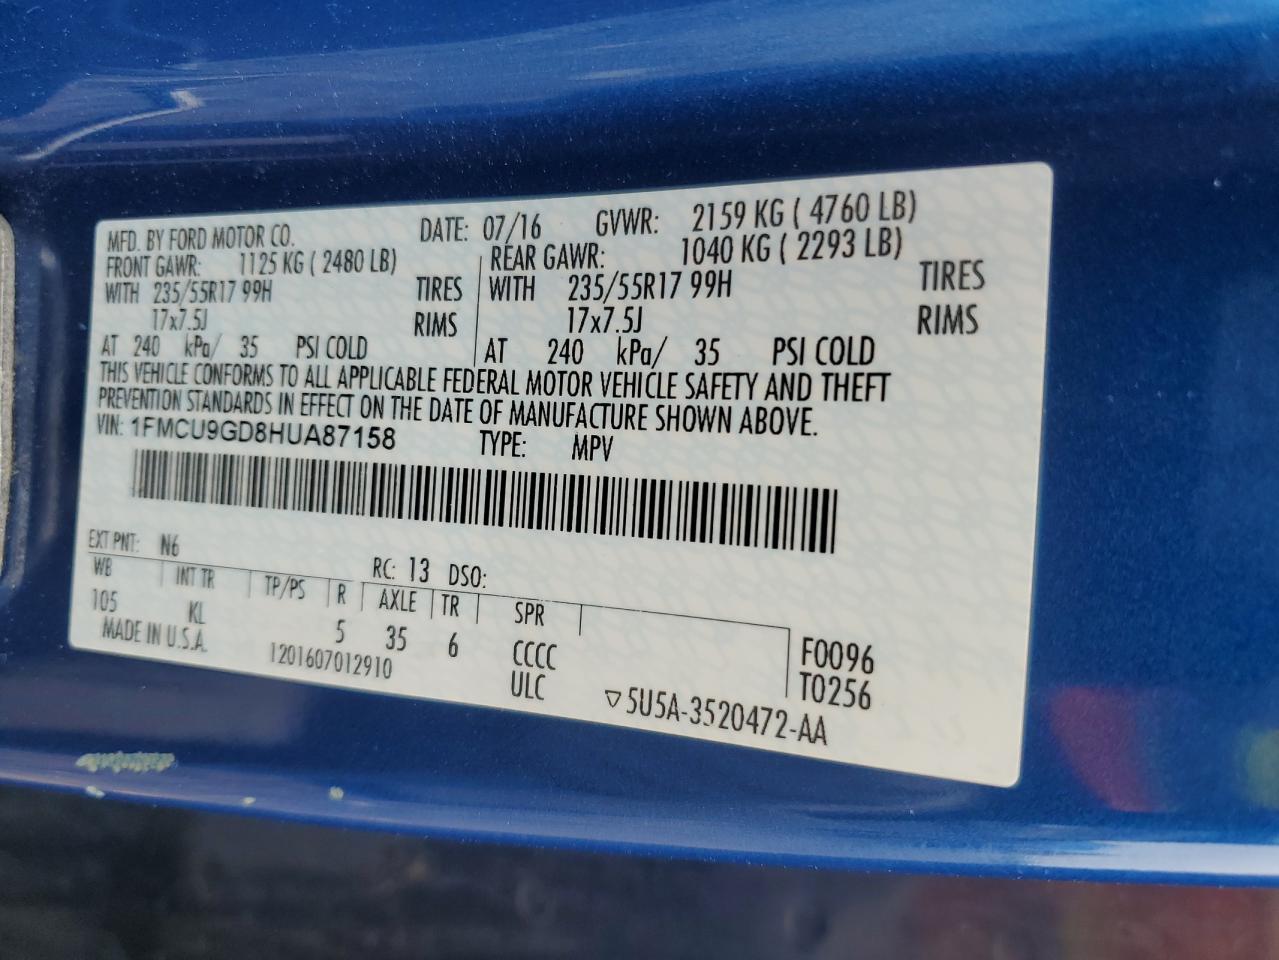 MFD. BY FORD MOTOR CO. DATE: 07/16 GVWR: 2159 KG ( 4760 LB)
FRONT GAWR: 1125 KG ( 2480 LB) REAR GAWR: 1040 KG ( 2293 LB)
WITH 235/55R17 99H TIRES WITH 235/55R17 99H TIRES
17x7.5J RIMS 17x7.5J RIMS
AT 240 kPa/ 35 PSI COLD AT 240 kPa/ 35 PSI COLD
THIS VEHICLE CONFORMS TO ALL APPLICABLE FEDERAL MOTOR VEHICLE SAFETY AND THEFT
PREVENTION STANDARDS IN EFFECT ON THE DATE OF MANUFACTURE SHOWN ABOVE.
VIN: 1FMCU9GD8HUA87158 TYPE: MPV
EXT PNT: N6 RC: 13 DSO:
WB INT TR TP/PS R AXLE TR SPR
105 KL 5 35 6 CCCC F0096
MADE IN U.S.A. 1201607012910 ULC T0256
▽5U5A-3520472-AA